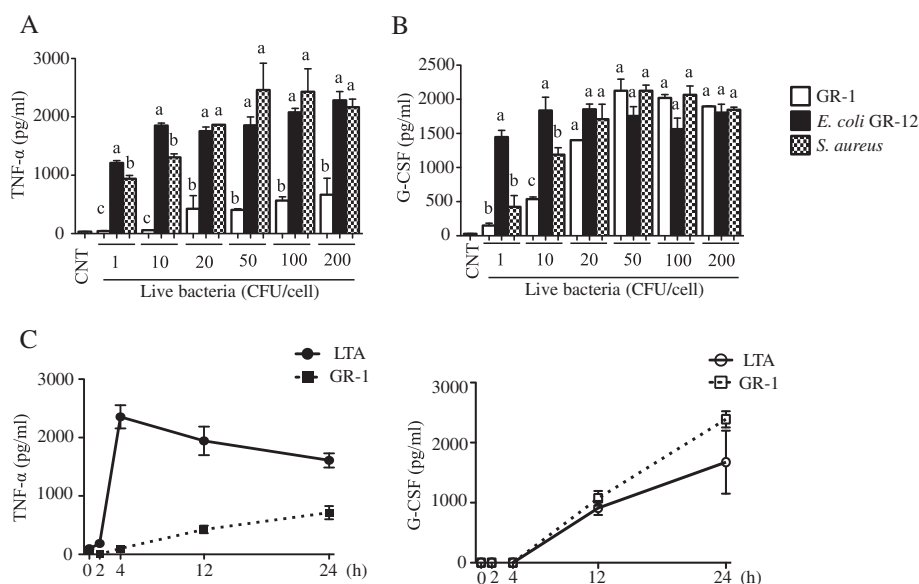 A
TNF-α (pg/ml)
3000
2000
1000
0
c
a
b
c
a
b
b
a
a
b
a
a
b
a
a
b
a
a
CNT
1
10
20
50
100
200
Live bacteria (CFU/cell)
B
G-CSF (pg/ml)
2500
2000
1500
1000
500
0
b
a
b
c
a
b
a
a
a
a
a
a
a
a
a
a
a
a
CNT
1
10
20
50
100
200
Live bacteria (CFU/cell)
GR-1
E. coli GR-12
S. aureus
C
LTA
GR-1
TNF-α (pg/ml)
3000
2000
1000
0
0 2 4 12 24 (h)
LTA
GR-1
G-CSF (pg/ml)
3000
2000
1000
0
0 2 4 12 24 (h)